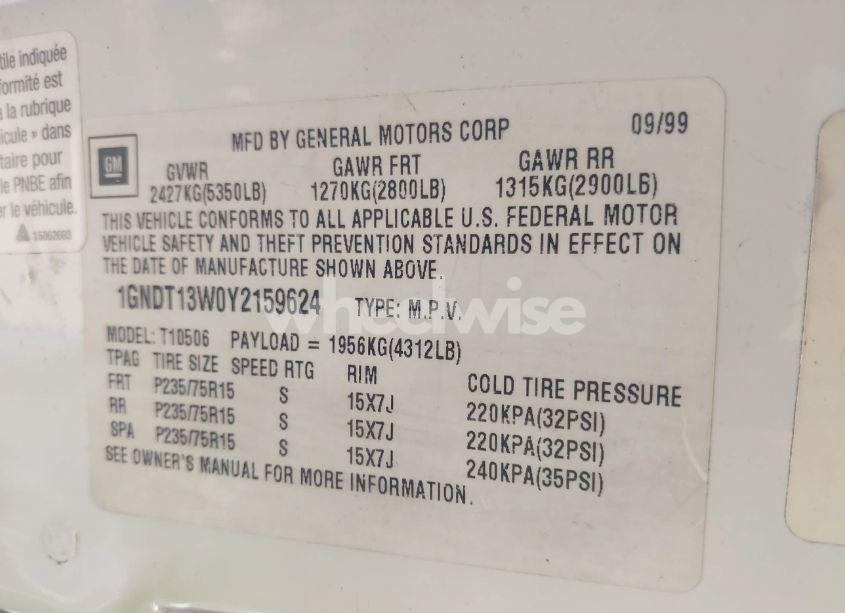 tile indiquée
formité est
à la rubrique
icule » dans
taire pour
le PNBE afin
er le véhicule.
15062683
MFD BY GENERAL MOTORS CORP 09/99
GM
GVWR GAWR FRT GAWR RR
2427KG(5350LB) 1270KG(2800LB) 1315KG(2900LB)
THIS VEHICLE CONFORMS TO ALL APPLICABLE U.S. FEDERAL MOTOR
VEHICLE SAFETY AND THEFT PREVENTION STANDARDS IN EFFECT ON
THE DATE OF MANUFACTURE SHOWN ABOVE.
1GNDT13W0Y2159624 TYPE: M.P.V.
wheelwise
MODEL: T10506 PAYLOAD = 1956KG(4312LB)
TPAG TIRE SIZE SPEED RTG RIM COLD TIRE PRESSURE
FRT P235/75R15 S 15X7J 220KPA(32PSI)
RR P235/75R15 S 15X7J 220KPA(32PSI)
SPA P235/75R15 S 15X7J 240KPA(35PSI)
SEE OWNER'S MANUAL FOR MORE INFORMATION.